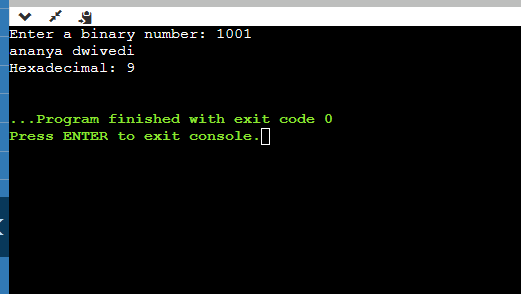 Enter a binary number: 1001
ananya dwivedi
Hexadecimal: 9
...Program finished with exit code 0
Press ENTER to exit console.